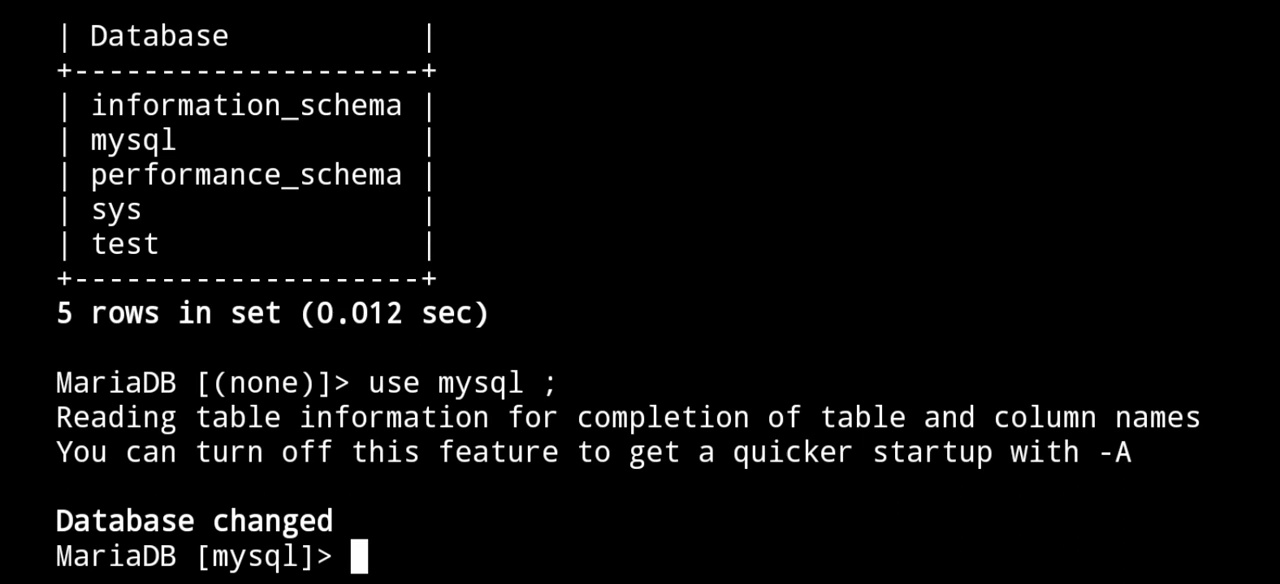 | Database           |
+--------------------+
| information_schema |
| mysql              |
| performance_schema |
| sys                |
| test               |
+--------------------+
5 rows in set (0.012 sec)

MariaDB [(none)]> use mysql ;
Reading table information for completion of table and column names
You can turn off this feature to get a quicker startup with -A

Database changed
MariaDB [mysql]>